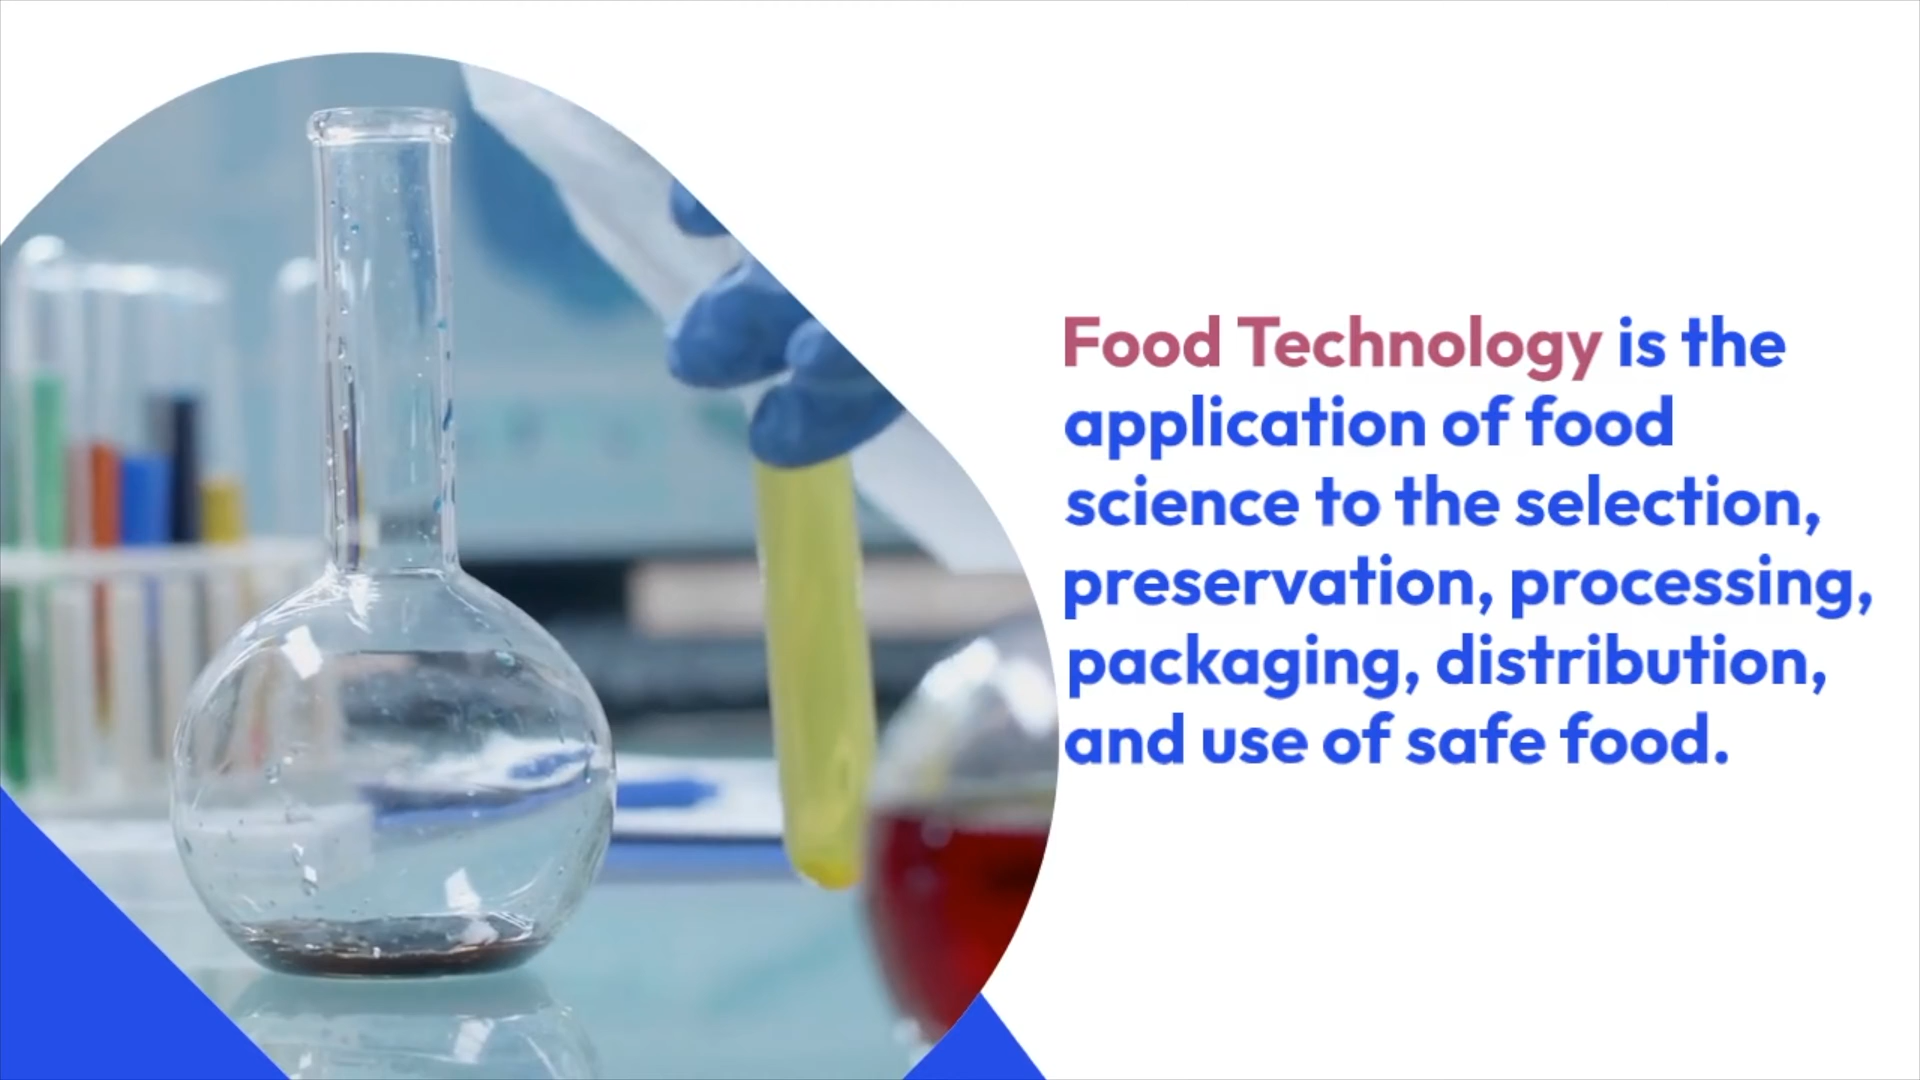 Food Technology is the
application of food
science to the selection,
preservation, processing,
packaging, distribution,
and use of safe food.